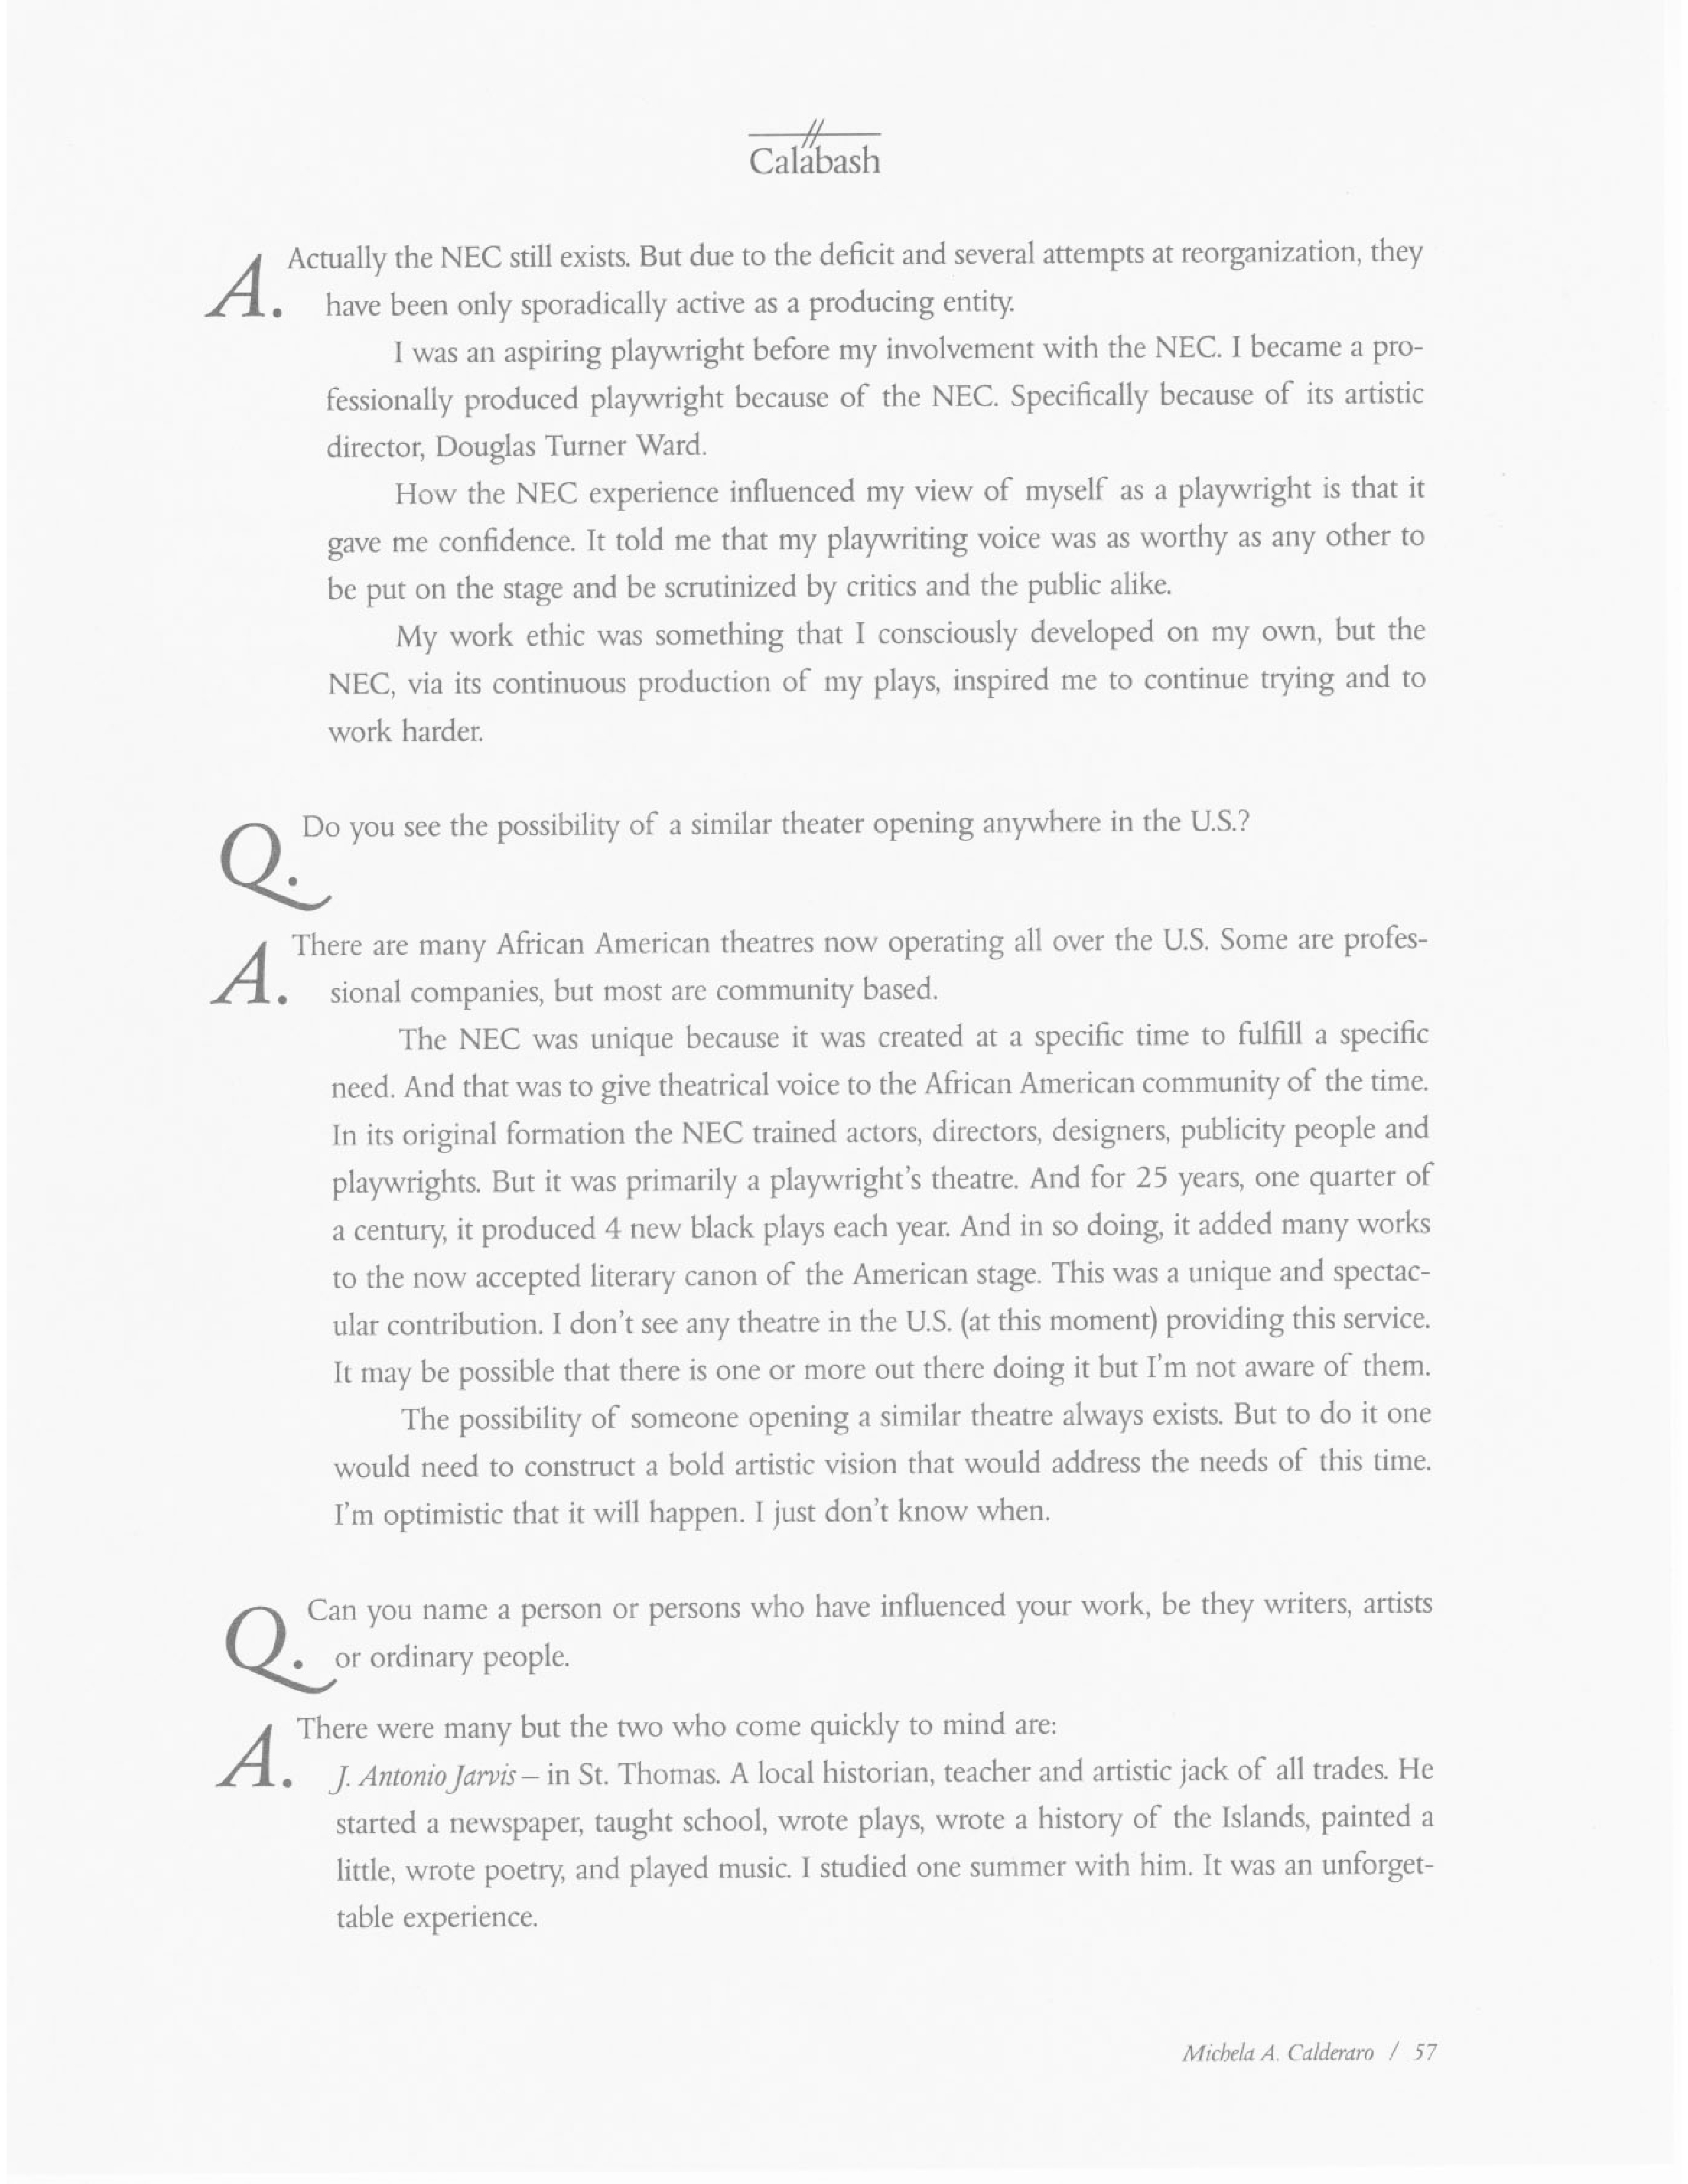 Calabash
A. Actually the NEC still exists. But due to the deficit and several attempts at reorganization, they
have been only sporadically active as a producing entity.
I was an aspiring playwright before my involvement with the NEC. I became a pro-
fessionally produced playwright because of the NEC. Specifically because of its artistic
director, Douglas Turner Ward.
How the NEC experience influenced my view of myself as a playwright is that it
gave me confidence. It told me that my playwriting voice was as worthy as any other to
be put on the stage and be scrutinized by critics and the public alike.
My work ethic was something that I consciously developed on my own, but the
NEC, via its continuous production of my plays, inspired me to continue trying and to
work harder.
Q. Do you see the possibility of a similar theater opening anywhere in the U.S.?
A. There are many African American theatres now operating all over the U.S. Some are profes-
sional companies, but most are community based.
The NEC was unique because it was created at a specific time to fulfill a specific
need. And that was to give theatrical voice to the African American community of the time.
In its original formation the NEC trained actors, directors, designers, publicity people and
playwrights. But it was primarily a playwright's theatre. And for 25 years, one quarter of
a century, it produced 4 new black plays each year. And in so doing, it added many works
to the now accepted literary canon of the American stage. This was a unique and spectac-
ular contribution. I don't see any theatre in the U.S. (at this moment) providing this service.
It may be possible that there is one or more out there doing it but I'm not aware of them.
The possibility of someone opening a similar theatre always exists. But to do it one
would need to construct a bold artistic vision that would address the needs of this time.
I'm optimistic that it will happen. I just don't know when.
Q. Can you name a person or persons who have influenced your work, be they writers, artists
or ordinary people.
A. There were many but the two who come quickly to mind are:
J. Antonio Jarvis – in St. Thomas. A local historian, teacher and artistic jack of all trades. He
started a newspaper, taught school, wrote plays, wrote a history of the Islands, painted a
little, wrote poetry, and played music. I studied one summer with him. It was an unforget-
table experience.
Michela A. Calderaro / 57